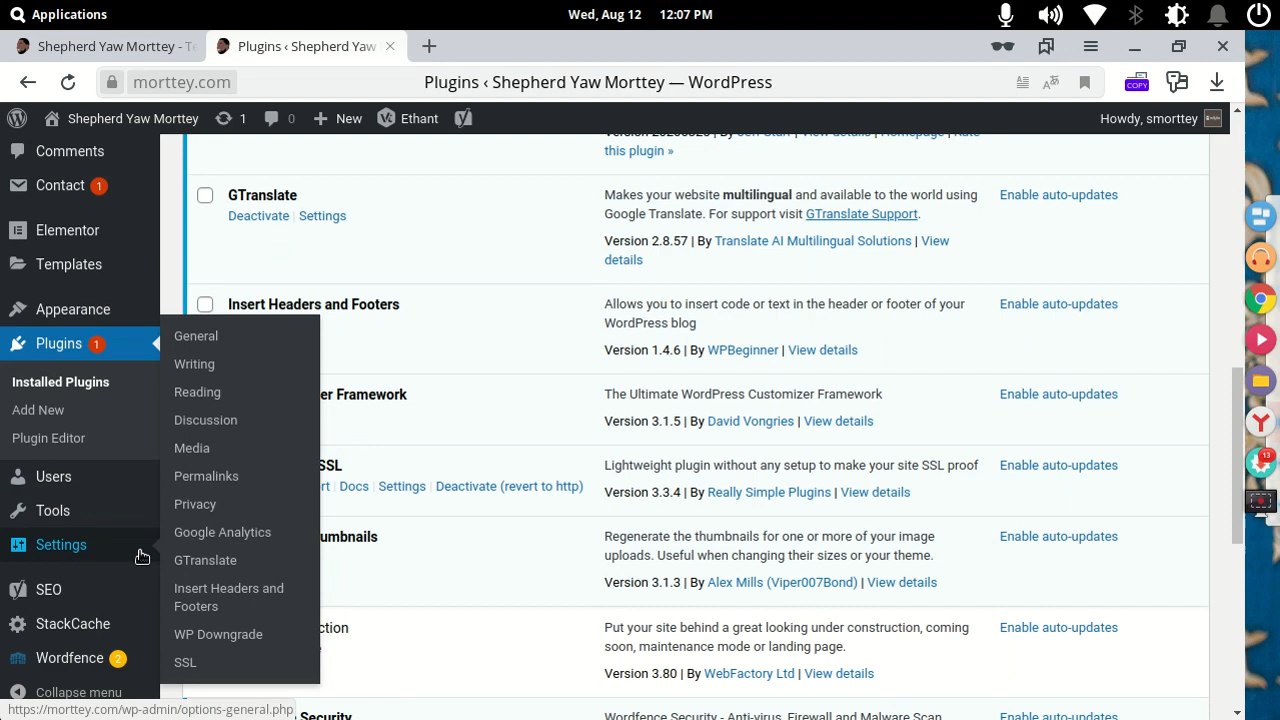 Applications
Wed, Aug 12 12:07 PM
Shepherd Yaw Morttey - Te
Plugins ‹ Shepherd Yaw
morttey.com
Plugins ‹ Shepherd Yaw Morttey — WordPress
COPY
Shepherd Yaw Morttey
1
0
New
Ethant
Howdy, smorttey
Comments
Contact 1
Elementor
Templates
Appearance
Plugins 1
Installed Plugins
Add New
Plugin Editor
Users
Tools
Settings
SEO
StackCache
Wordfence 2
Collapse menu
https://morttey.com/wp-admin/options-general.php
General
Writing
Reading
Discussion
Media
Permalinks
Privacy
Google Analytics
GTranslate
Insert Headers and
Footers
WP Downgrade
SSL
this plugin »
GTranslate
Deactivate | Settings
Makes your website multilingual and available to the world using
Google Translate. For support visit GTranslate Support.
Version 2.8.57 | By Translate AI Multilingual Solutions | View
details
Enable auto-updates
Insert Headers and Footers
Allows you to insert code or text in the header or footer of your
WordPress blog
Version 1.4.6 | By WPBeginner | View details
Enable auto-updates
er Framework
The Ultimate WordPress Customizer Framework
Version 3.1.5 | By David Vongries | View details
Enable auto-updates
SSL
rt | Docs | Settings | Deactivate (revert to http)
Lightweight plugin without any setup to make your site SSL proof
Version 3.3.4 | By Really Simple Plugins | View details
Enable auto-updates
umbnails
Regenerate the thumbnails for one or more of your image
uploads. Useful when changing their sizes or your theme.
Version 3.1.3 | By Alex Mills (Viper007Bond) | View details
Enable auto-updates
ction
Put your site behind a great looking under construction, coming
soon, maintenance mode or landing page.
Version 3.80 | By WebFactory Ltd | View details
Enable auto-updates
Security
Wordfence Security - Anti-virus, Firewall and Malware Scan
Enable auto-updates
13